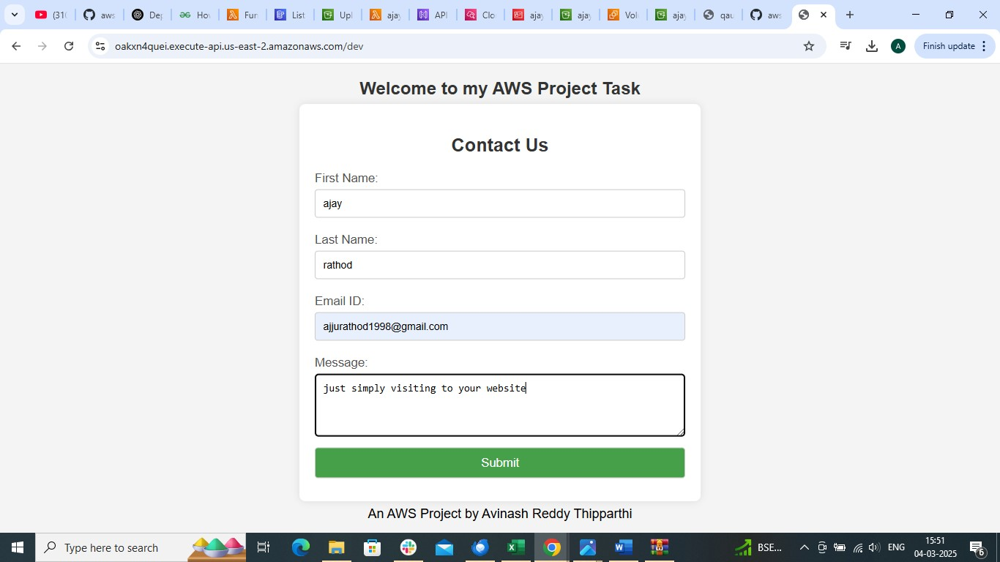 (310
aws
Dep
Ho
Fun
List
Upl
ajay
API
Clo
ajay
ajay
Vol
ajay
qau
aws
oakxn4quei.execute-api.us-east-2.amazonaws.com/dev
A
Finish update
Welcome to my AWS Project Task
Contact Us
First Name:
ajay
Last Name:
rathod
Email ID:
ajjurathod1998@gmail.com
Message:
just simply visiting to your website
Submit
An AWS Project by Avinash Reddy Thipparthi
Type here to search
BSE...
ENG
15:51
04-03-2025
6